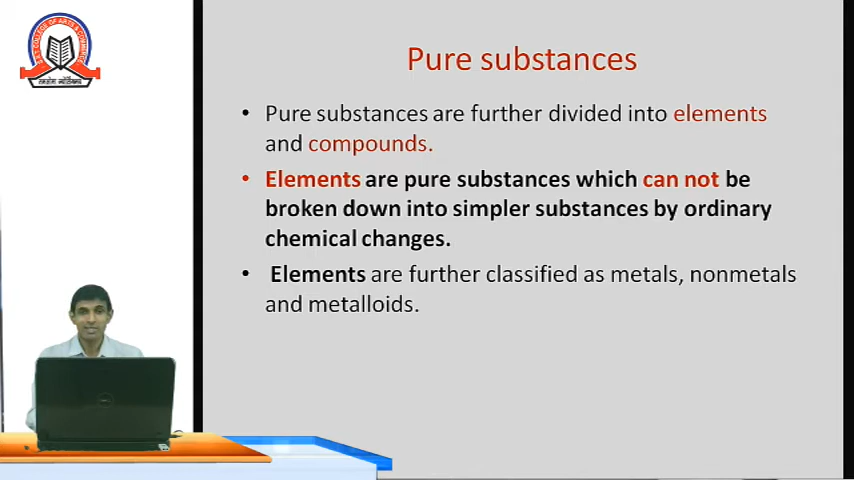 Pure substances
• Pure substances are further divided into elements
and compounds.
• Elements are pure substances which can not be
broken down into simpler substances by ordinary
chemical changes.
• Elements are further classified as metals, nonmetals
and metalloids.